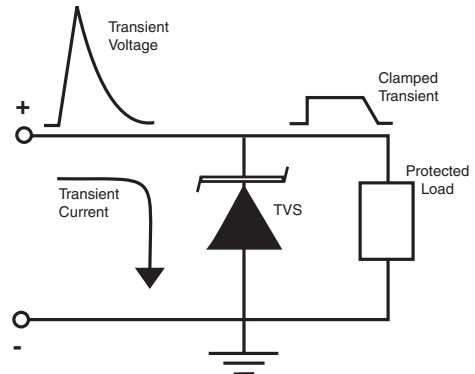 Transient
Voltage
Clamped
Transient
+
Transient
Current
TVS
Protected
Load
-